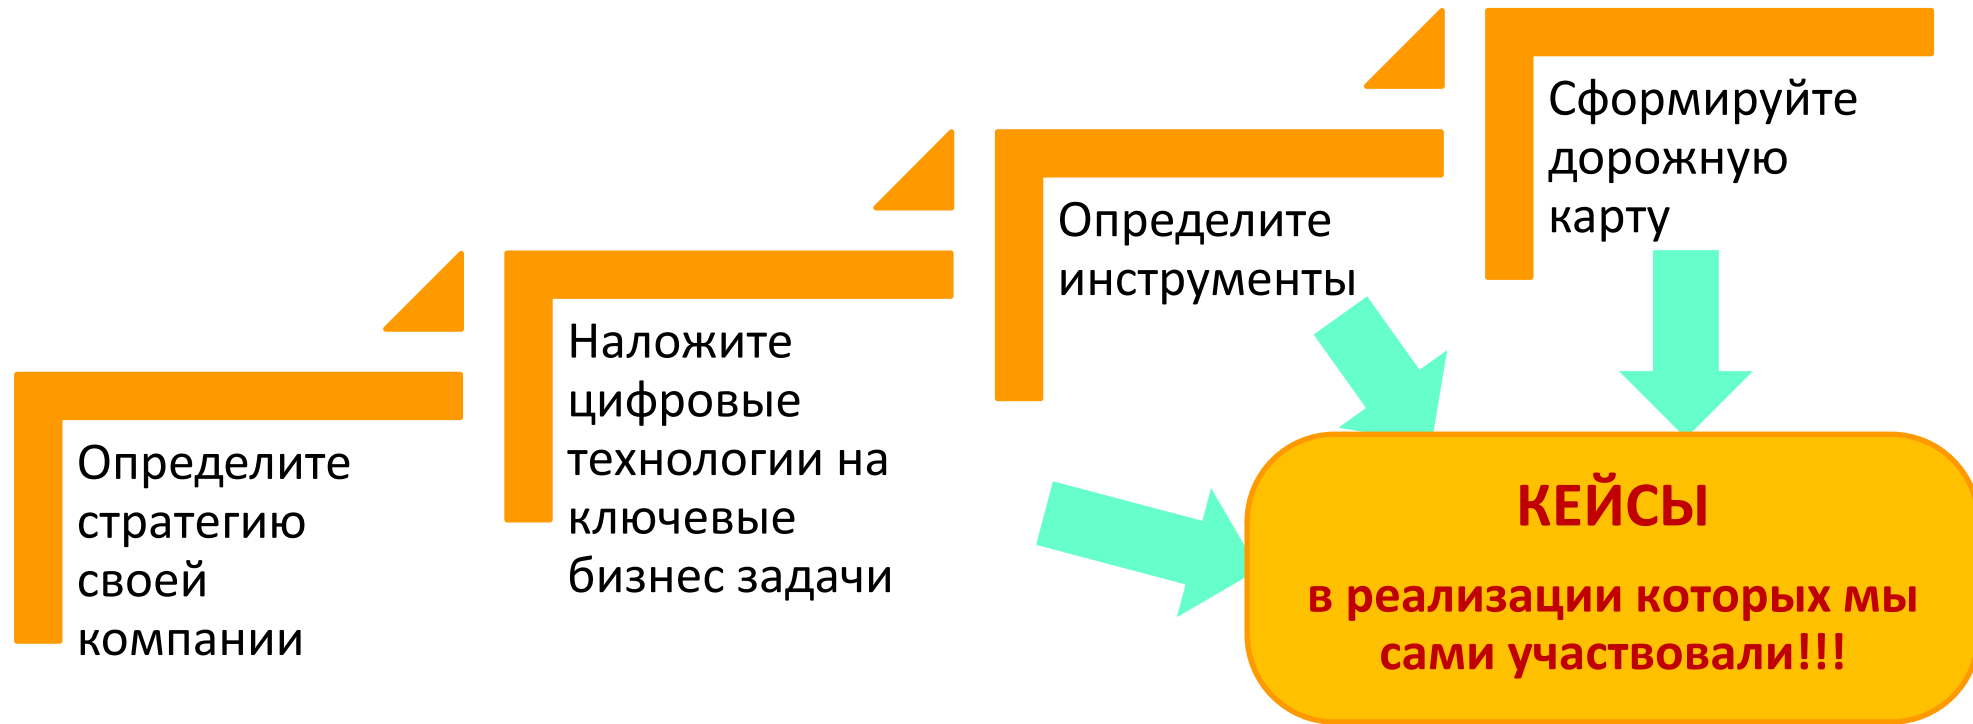 Определите
стратегию
своей
компании
Наложите
цифровые
технологии на
ключевые
бизнес задачи
Определите
инструменты
Сформируйте
дорожную
карту
КЕЙСЫ
в реализации которых мы
сами участвовали!!!